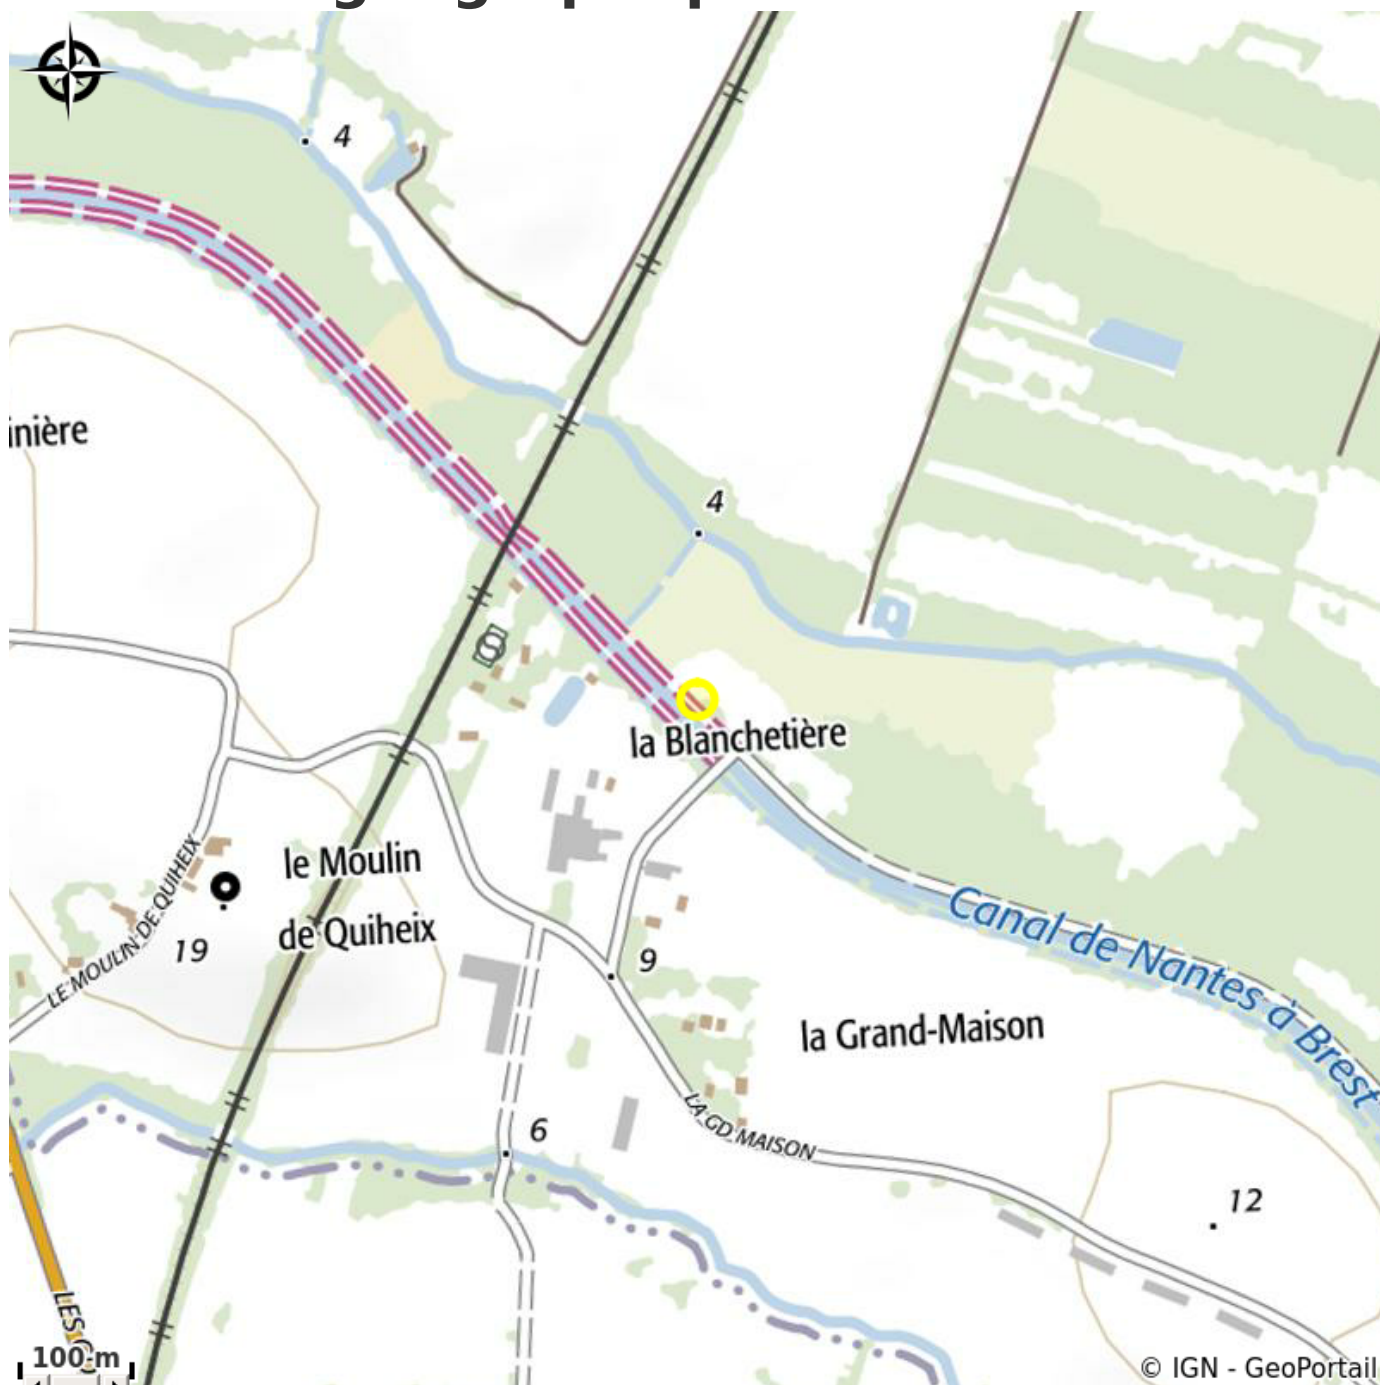 4
inière
4
la Blanchetière
le Moulin
de Quiheix
LE MOULIN DE QUIHEIX
19
9
Canal de Nantes à Brest
la Grand-Maison
LA GD MAISON
6
12
LES
100 m
© IGN - GeoPortail